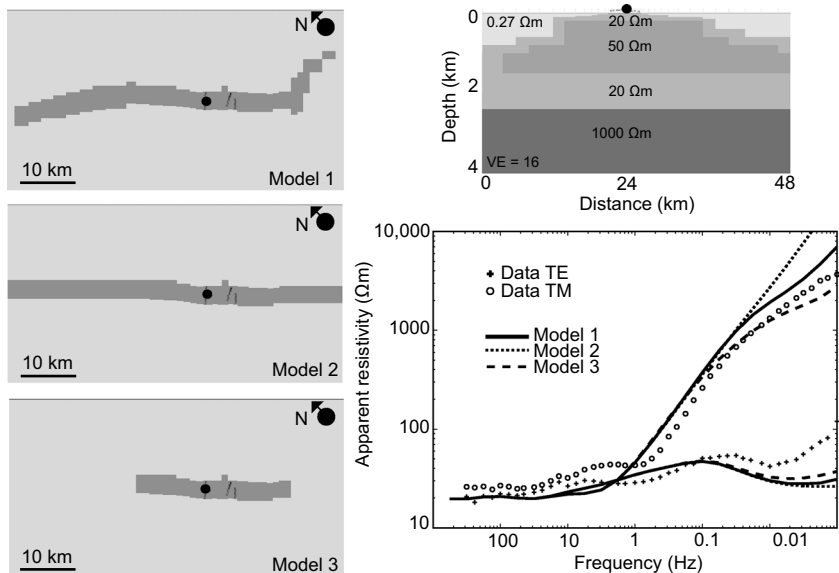 N
10 km
Model 1
N
10 km
Model 2
N
10 km
Model 3
0
2
4
Depth (km)
0.27 Ωm
20 Ωm
50 Ωm
20 Ωm
1000 Ωm
VE = 16
0
24
48
Distance (km)
10,000
1000
100
10
Apparent resistivity (Ωm)
Data TE
Data TM
Model 1
Model 2
Model 3
100
10
1
0.1
0.01
Frequency (Hz)